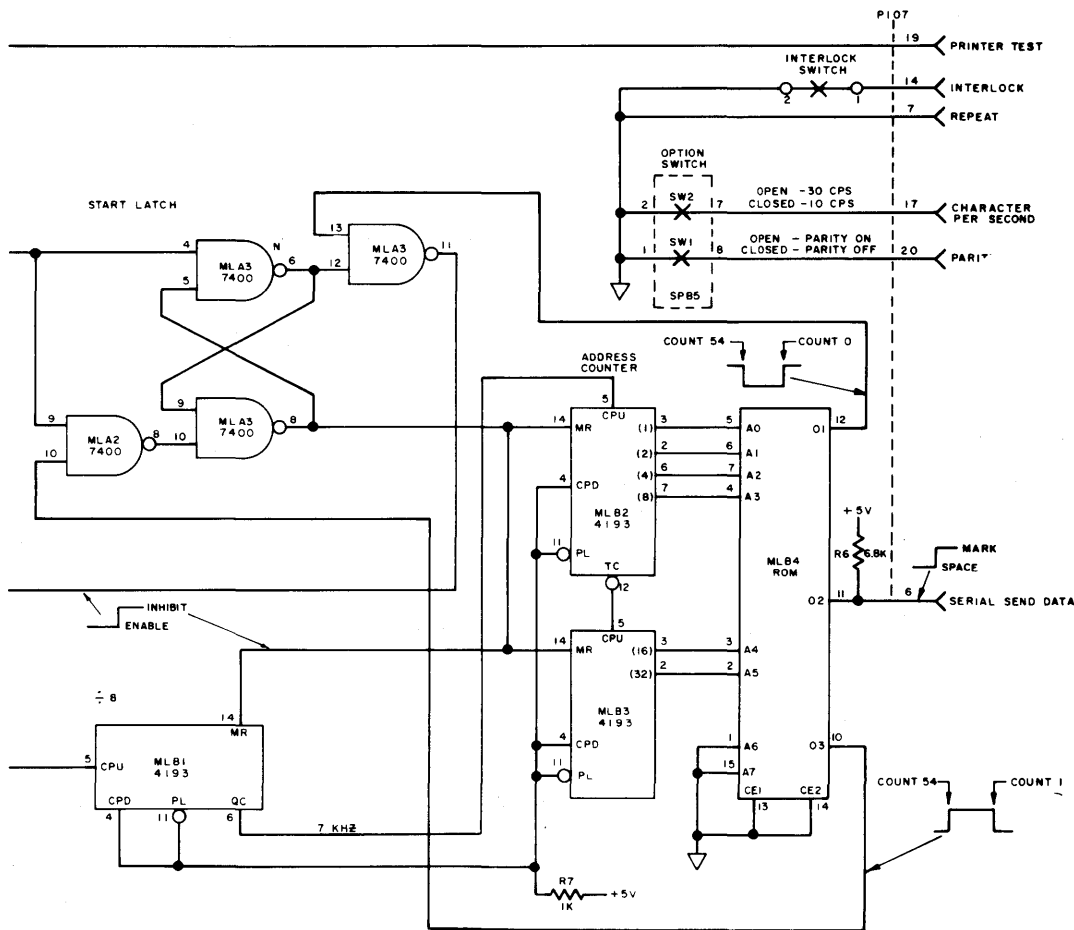 P107
19
PRINTER TEST
INTERLOCK
SWITCH
2
1
14
INTERLOCK
7
REPEAT
OPTION
SWITCH
START LATCH
SW2
2
7
OPEN -30 CPS
CLOSED -10 CPS
17
CHARACTER
PER SECOND
SW1
1
8
OPEN - PARITY ON
CLOSED - PARITY OFF
20
SPB5
4
5
MLA3
7400
N
6
13
12
MLA3
7400
11
COUNT 54
COUNT 0
ADDRESS
COUNTER
9
10
MLA2
7400
8
9
10
MLA3
7400
8
5
CPU
14
MR
(1)
3
(2)
2
(4)
6
(8)
7
4
CPD
MLB2
4193
11
PL
TC
12
5
A0
6
A1
7
A2
4
A3
O1
12
MLB4
ROM
+5V
R6
6.8K
MARK
SPACE
O2
11
6
SERIAL SEND DATA
INHIBIT
ENABLE
5
CPU
14
MR
(16)
3
(32)
2
MLB3
4193
4
CPD
11
PL
3
A4
2
A5
O3
10
1
A6
15
A7
CE1
13
CE2
14
÷ 8
14
MR
5
CPU
MLB1
4193
CPD
4
PL
11
QC
6
7 KHZ
R7
1K
+5V
COUNT 54
COUNT 1